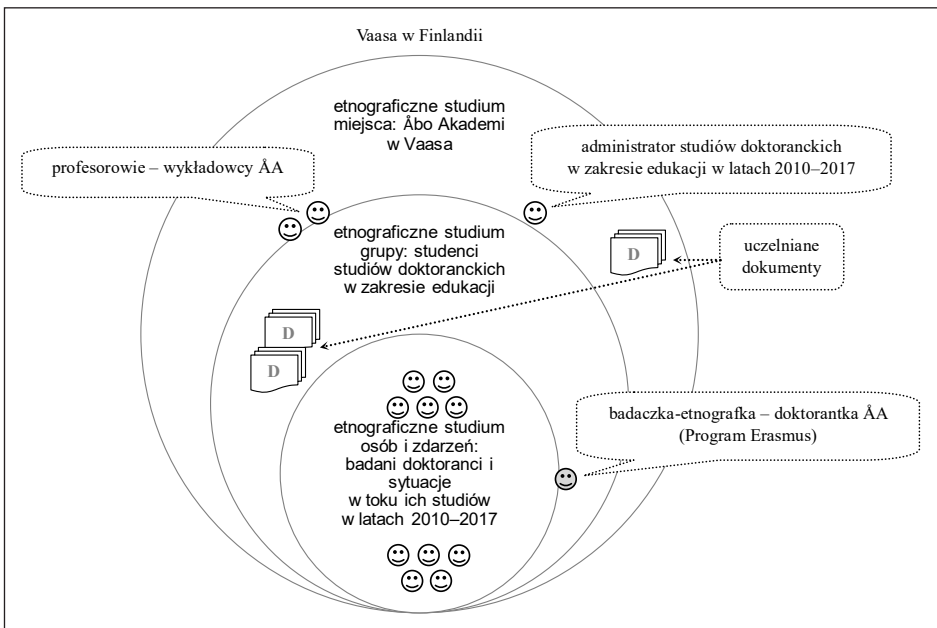 Vaasa w Finlandii
etnograficzne studium
miejsca: Åbo Akademi
w Vaasa
profesorowie – wykładowcy ÅA
administrator studiów doktoranckich
w zakresie edukacji w latach 2010–2017
etnograficzne studium
grupy: studenci
studiów doktoranckich
w zakresie edukacji
D
uczelniane
dokumenty
D
D
badaczka-etnografka – doktorantka ÅA
(Program Erasmus)
etnograficzne studium
osób i zdarzeń:
badani doktoranci i
sytuacje
w toku ich studiów
w latach 2010–2017